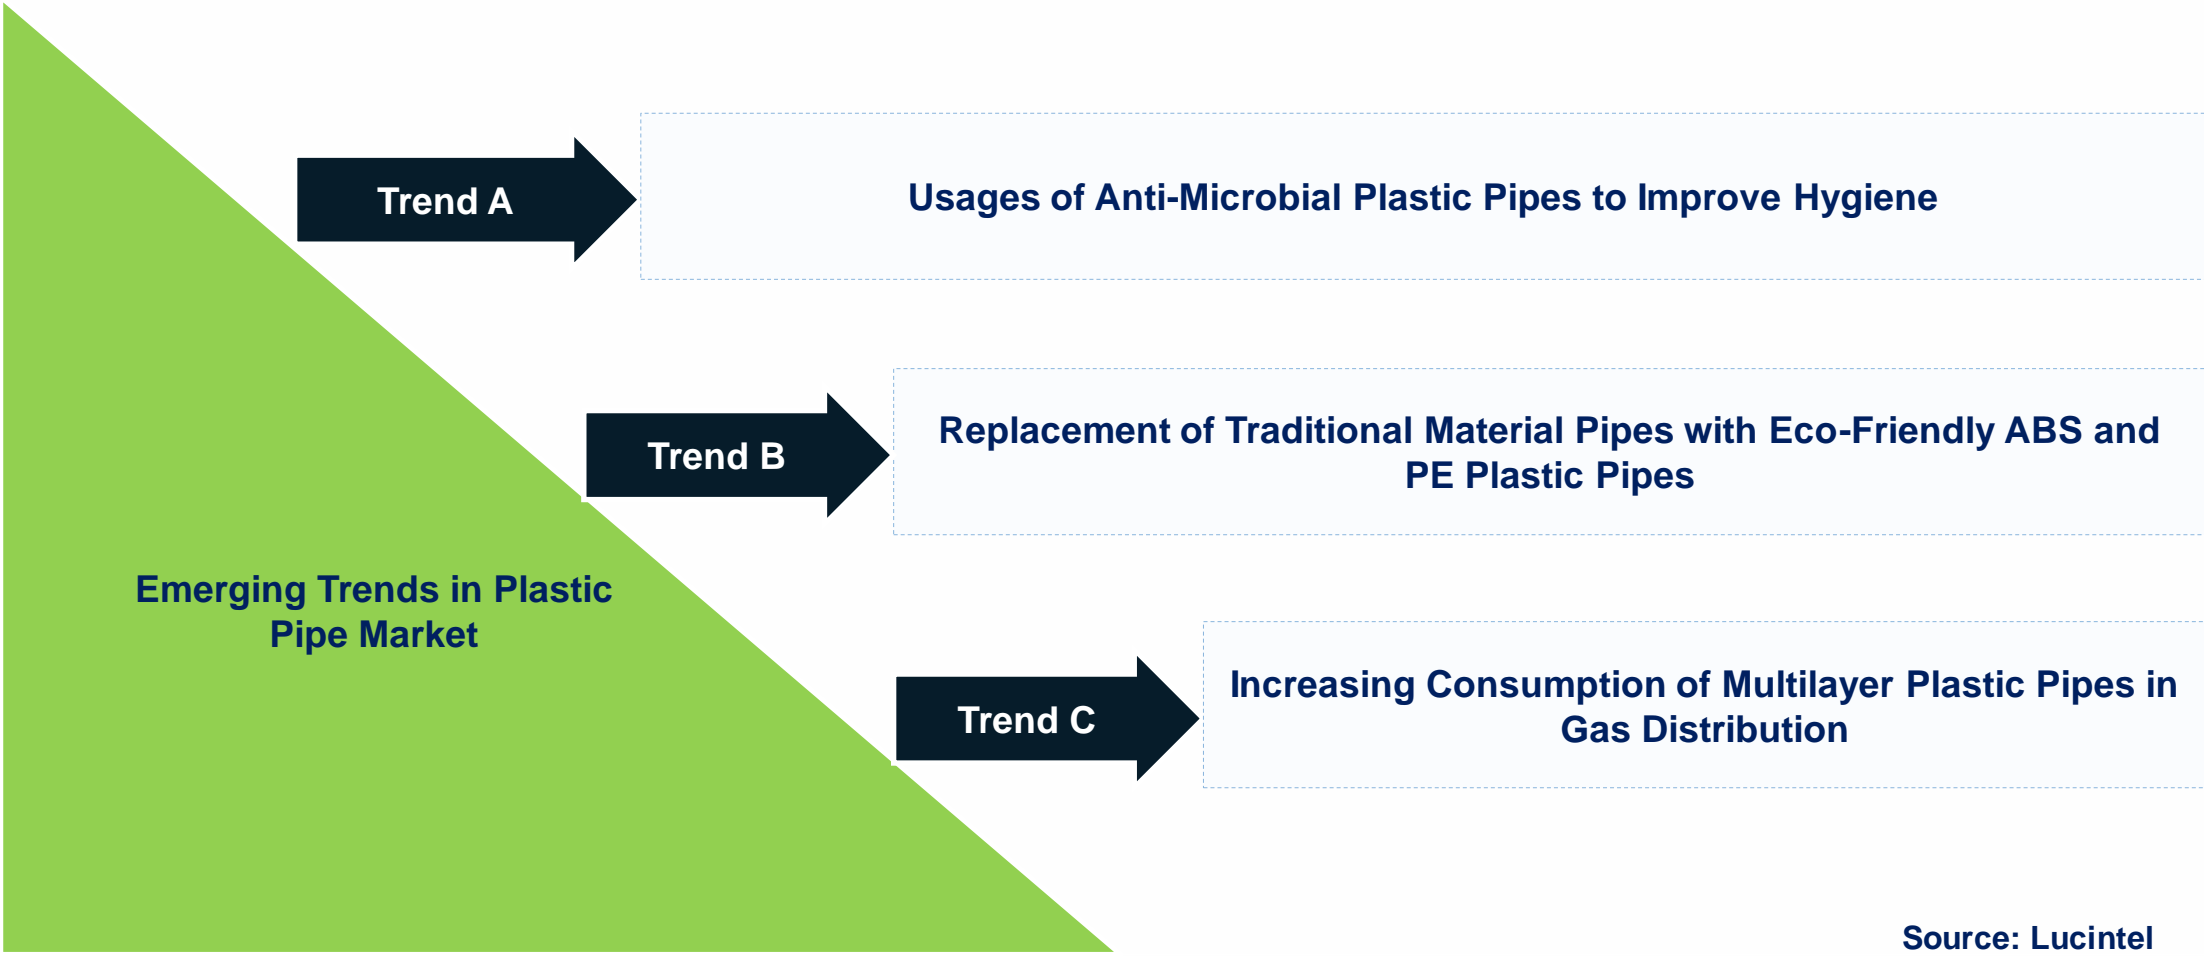 Trend A
Usages of Anti-Microbial Plastic Pipes to Improve Hygiene
Trend B
Replacement of Traditional Material Pipes with Eco-Friendly ABS and
PE Plastic Pipes
Emerging Trends in Plastic
Pipe Market
Trend C
Increasing Consumption of Multilayer Plastic Pipes in
Gas Distribution
Source: Lucintel